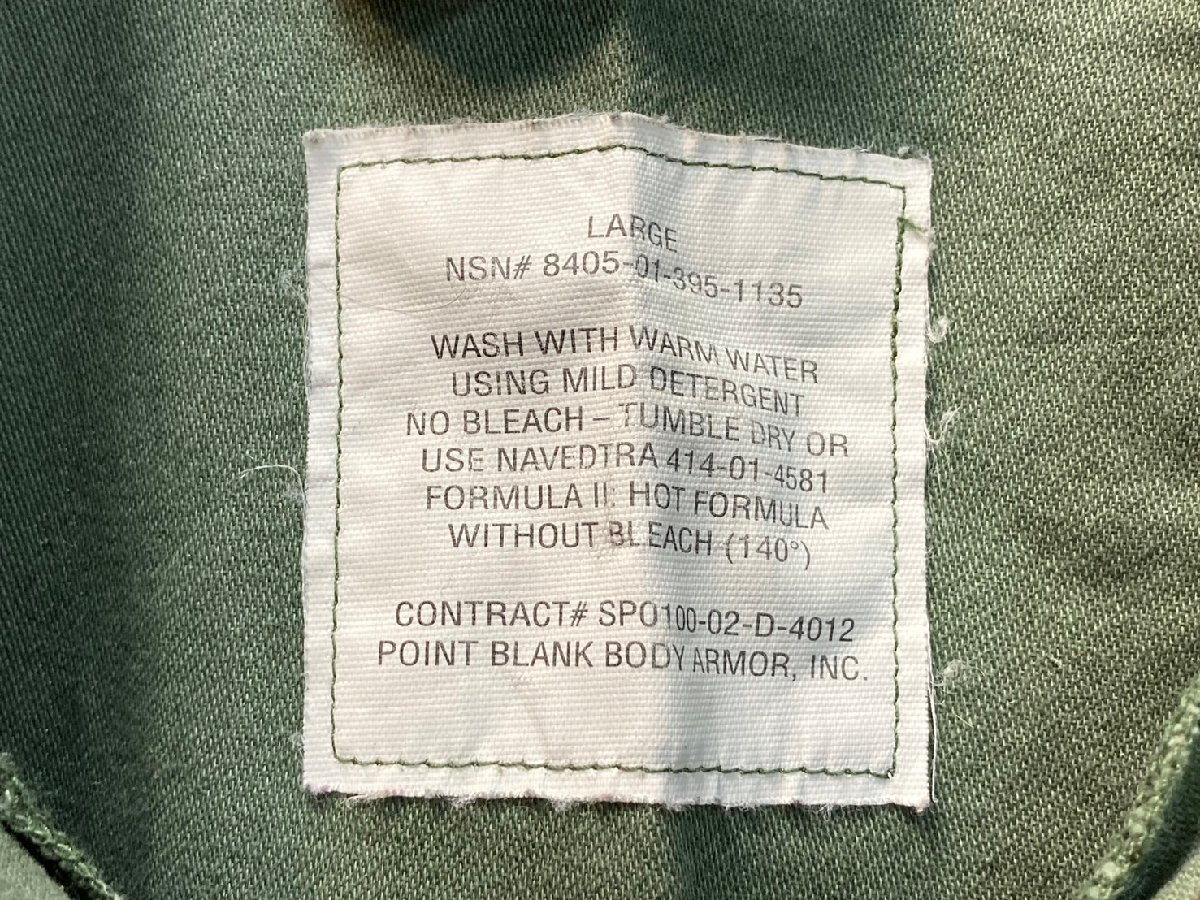 LARGE
NSN# 8405-01-395-1135
WASH WITH WARM WATER
USING MILD DETERGENT
NO BLEACH – TUMBLE DRY OR
USE NAVEDTRA 414-01-4581
FORMULA II: HOT FORMULA
WITHOUT BLEACH (140°)
CONTRACT# SPO100-02-D-4012
POINT BLANK BODY ARMOR, INC.